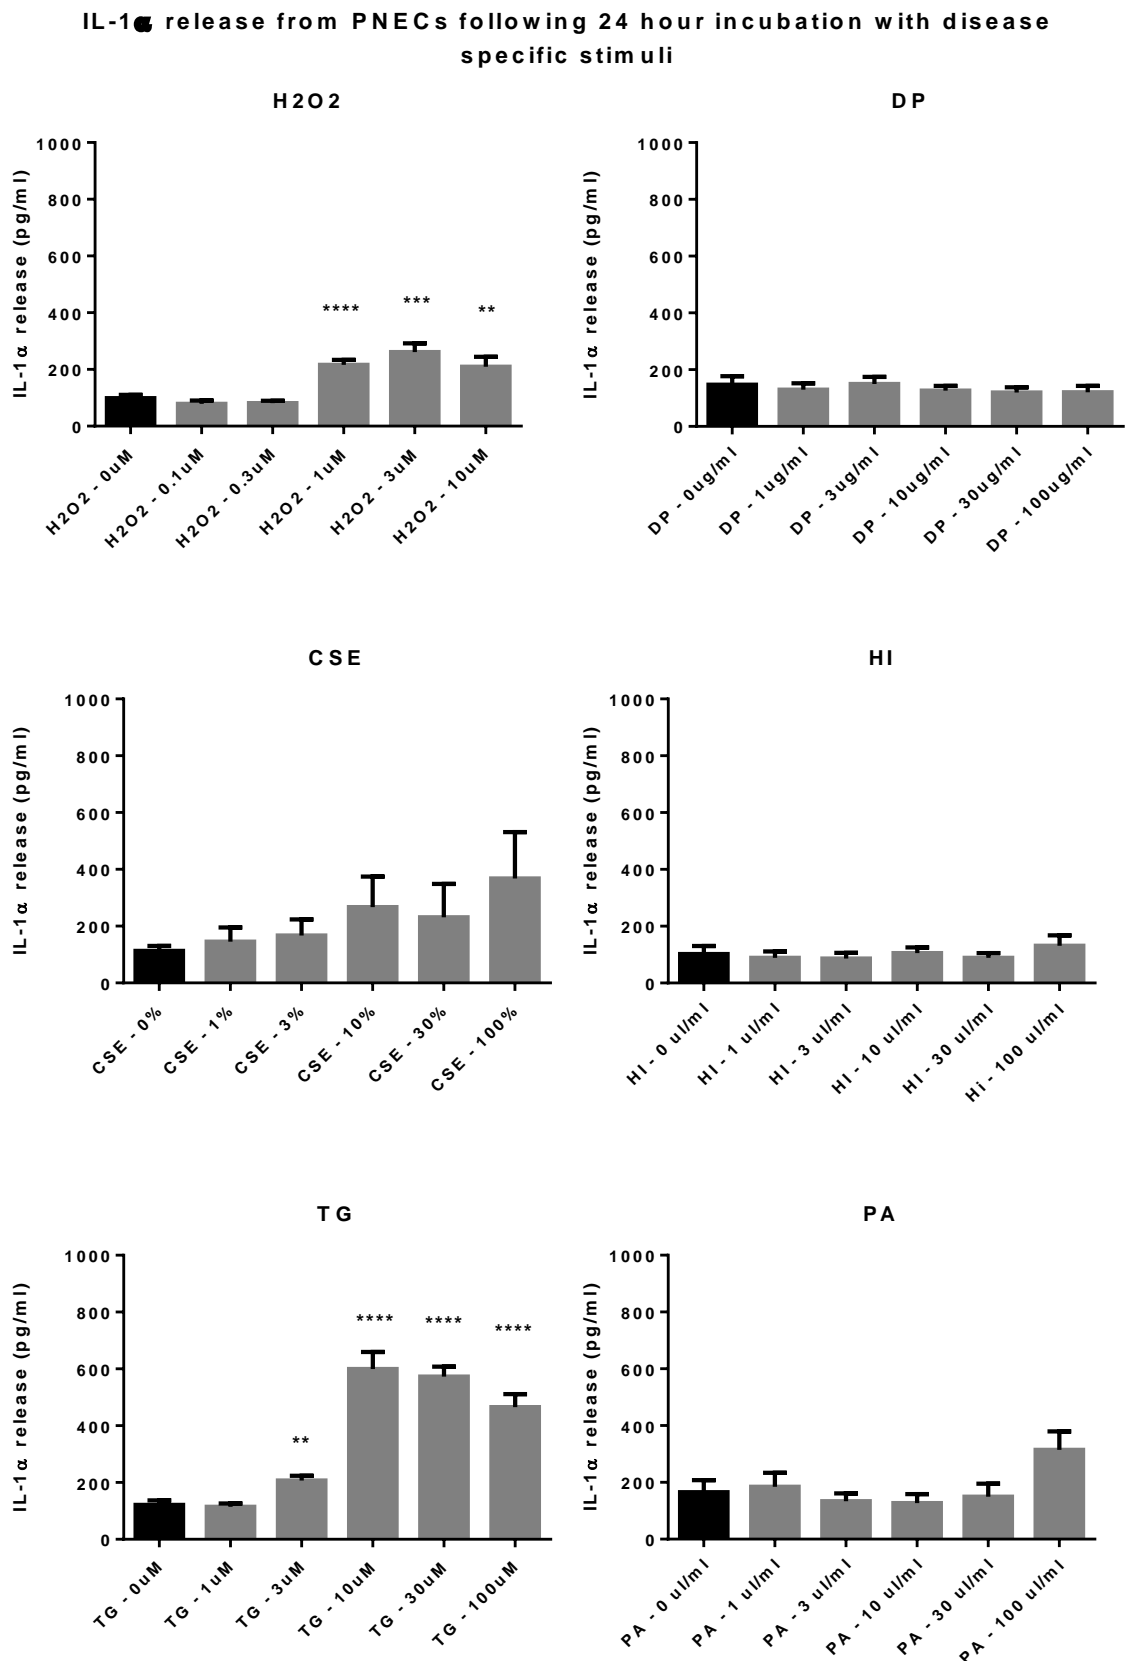 IL-1α release from PNECs following 24 hour incubation with disease
specific stimuli
H2O2
IL-1α release (pg/ml)
1000
800
600
400
200
0
****
***
**
H2O2 - 0uM
H2O2 - 0.1uM
H2O2 - 0.3uM
H2O2 - 1uM
H2O2 - 3uM
H2O2 - 10uM
DP
IL-1α release (pg/ml)
1000
800
600
400
200
0
DP - 0ug/ml
DP - 1ug/ml
DP - 3ug/ml
DP - 10ug/ml
DP - 30ug/ml
DP - 100ug/ml
CSE
IL-1α release (pg/ml)
1000
800
600
400
200
0
CSE - 0%
CSE - 1%
CSE - 3%
CSE - 10%
CSE - 30%
CSE - 100%
HI
IL-1α release (pg/ml)
1000
800
600
400
200
0
HI - 0 ul/ml
HI - 1 ul/ml
HI - 3 ul/ml
HI - 10 ul/ml
HI - 30 ul/ml
Hi - 100 ul/ml
TG
IL-1α release (pg/ml)
1000
800
600
400
200
0
**
****
****
****
TG - 0uM
TG - 1uM
TG - 3uM
TG - 10uM
TG - 30uM
TG - 100uM
PA
IL-1α release (pg/ml)
1000
800
600
400
200
0
PA - 0 ul/ml
PA - 1 ul/ml
PA - 3 ul/ml
PA - 10 ul/ml
PA - 30 ul/ml
PA - 100 ul/ml